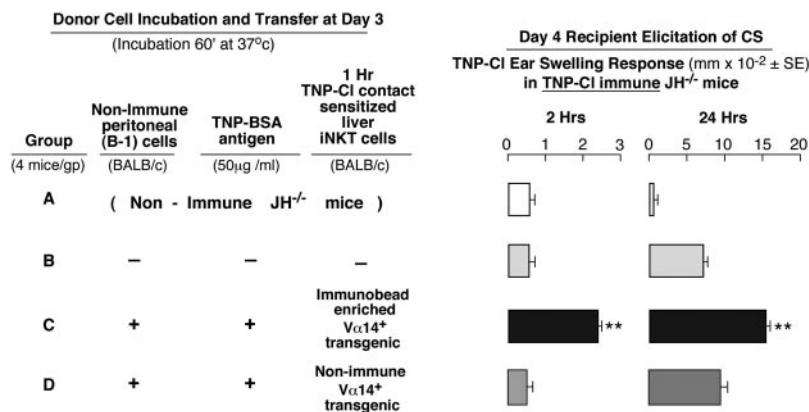 Donor Cell Incubation and Transfer at Day 3
(Incubation 60' at 37°c)
Group
(4 mice/gp)
Non-Immune
peritoneal
(B-1) cells
(BALB/c)
TNP-BSA
antigen
(50µg /ml)
1 Hr
TNP-Cl contact
sensitized
liver
iNKT cells
(BALB/c)
Day 4 Recipient Elicitation of CS
TNP-Cl Ear Swelling Response (mm x 10-2 ± SE)
in TNP-Cl immune JH-/- mice
2 Hrs
24 Hrs
0 1 2 3
0 5 10 15 20
A
( Non - Immune JH-/- mice )
B
– – –
C
+ +
Immunobead
enriched
Vα14+
transgenic
** **
D
+ +
Non-immune
Vα14+
transgenic